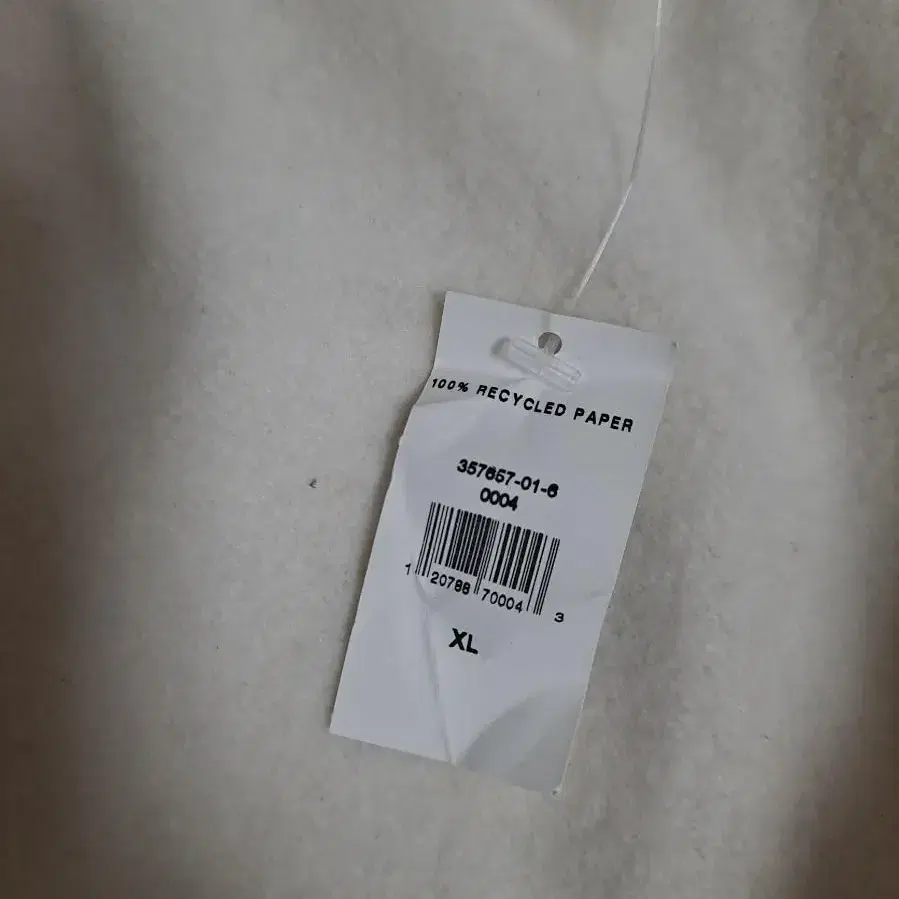 100% RECYCLED PAPER
357657-01-6
0004
1 20788 70004 3
XL